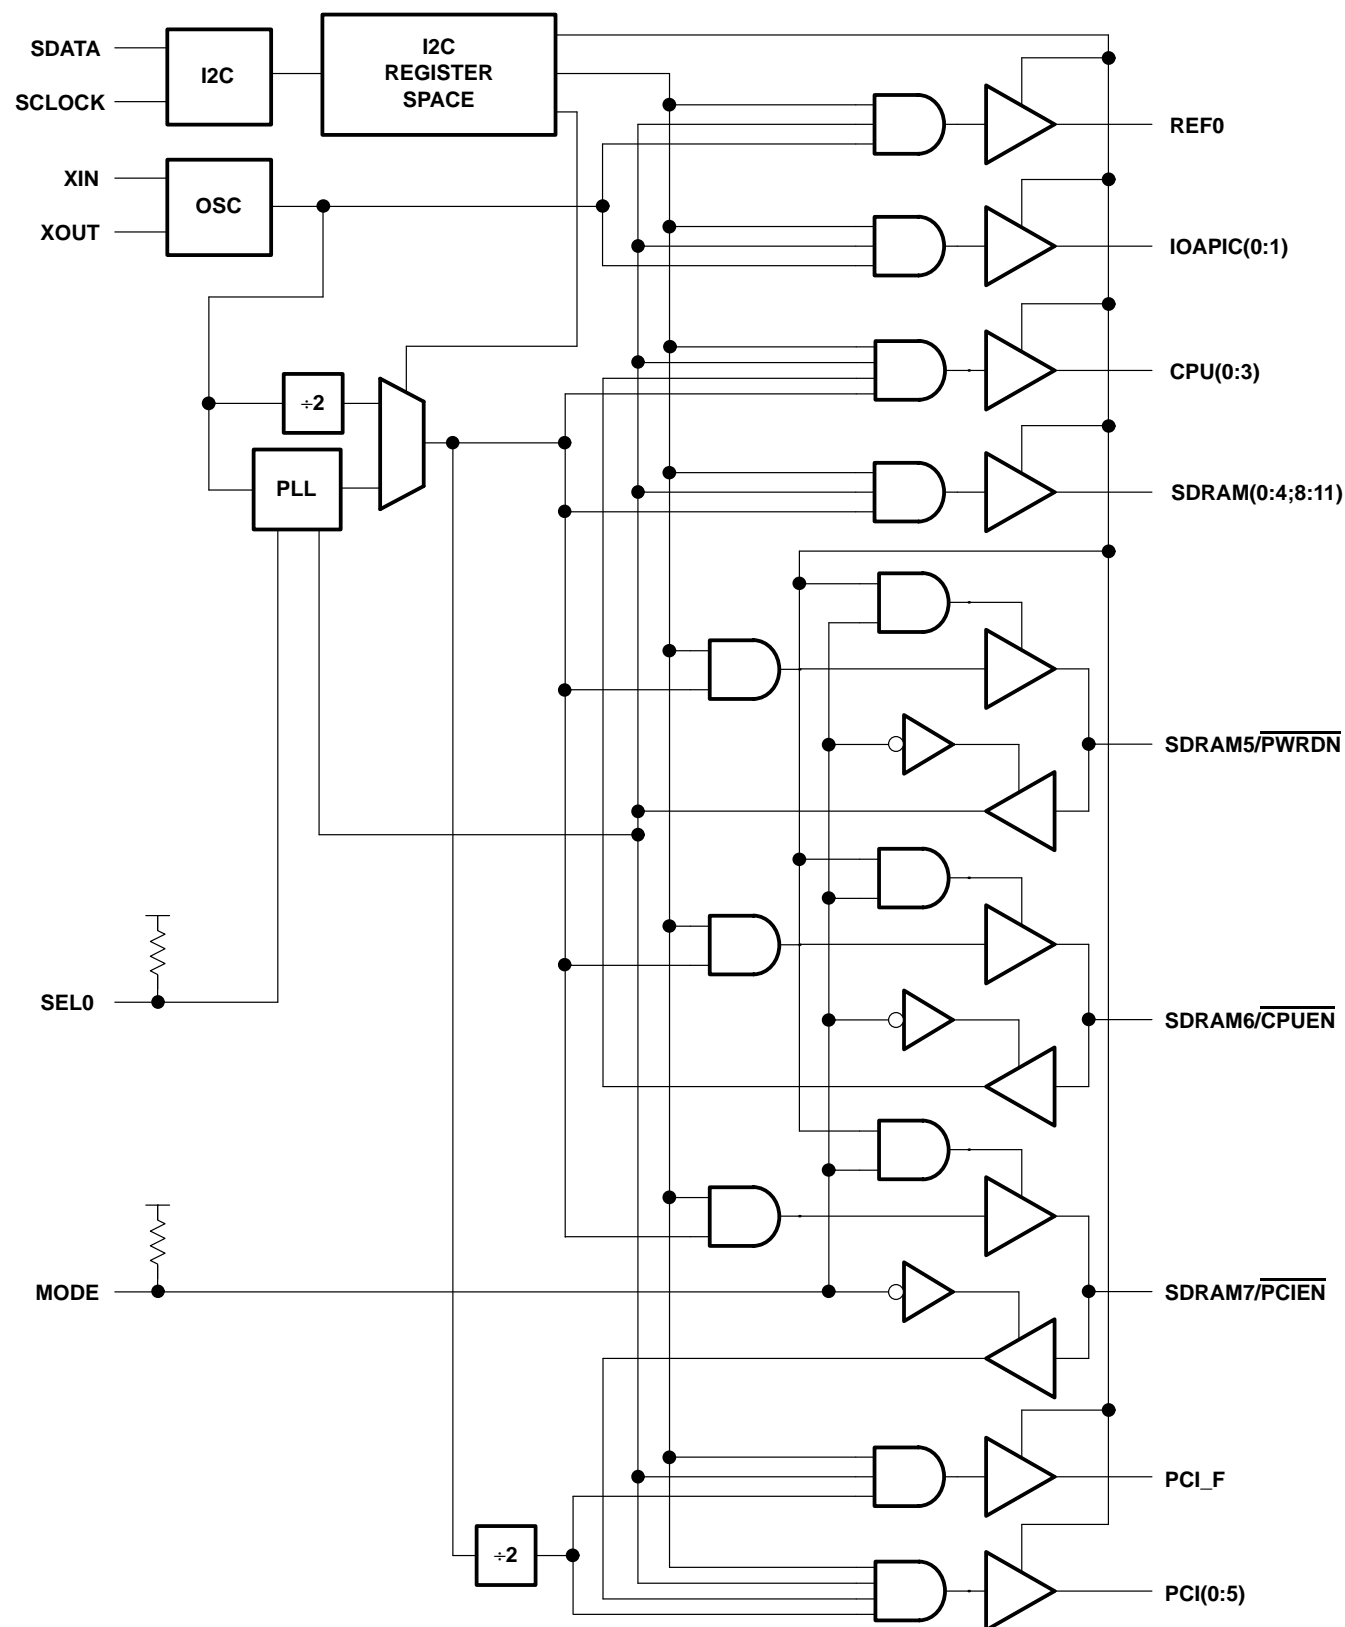 SDATA
SCLOCK
I2C
I2C
REGISTER
SPACE
REF0
XIN
XOUT
OSC
IOAPIC(0:1)
CPU(0:3)
÷2
PLL
SDRAM(0:4;8:11)
SDRAM5/PWRDN
SEL0
SDRAM6/CPUEN
MODE
SDRAM7/PCIEN
PCI_F
÷2
PCI(0:5)